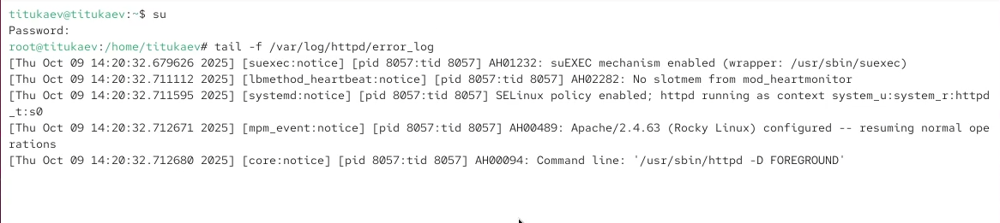 titukaev@titukaev:~$ su
Password:
root@titukaev:/home/titukaev# tail -f /var/log/httpd/error_log
[Thu Oct 09 14:20:32.679626 2025] [suexec:notice] [pid 8057:tid 8057] AH01232: suEXEC mechanism enabled (wrapper: /usr/sbin/suexec)
[Thu Oct 09 14:20:32.711112 2025] [lbmethod_heartbeat:notice] [pid 8057:tid 8057] AH02282: No slotmem from mod_heartmonitor
[Thu Oct 09 14:20:32.711595 2025] [systemd:notice] [pid 8057:tid 8057] SELinux policy enabled; httpd running as context system_u:system_r:httpd
_t:s0
[Thu Oct 09 14:20:32.712671 2025] [mpm_event:notice] [pid 8057:tid 8057] AH00489: Apache/2.4.63 (Rocky Linux) configured -- resuming normal ope
rations
[Thu Oct 09 14:20:32.712680 2025] [core:notice] [pid 8057:tid 8057] AH00094: Command line: '/usr/sbin/httpd -D FOREGROUND'